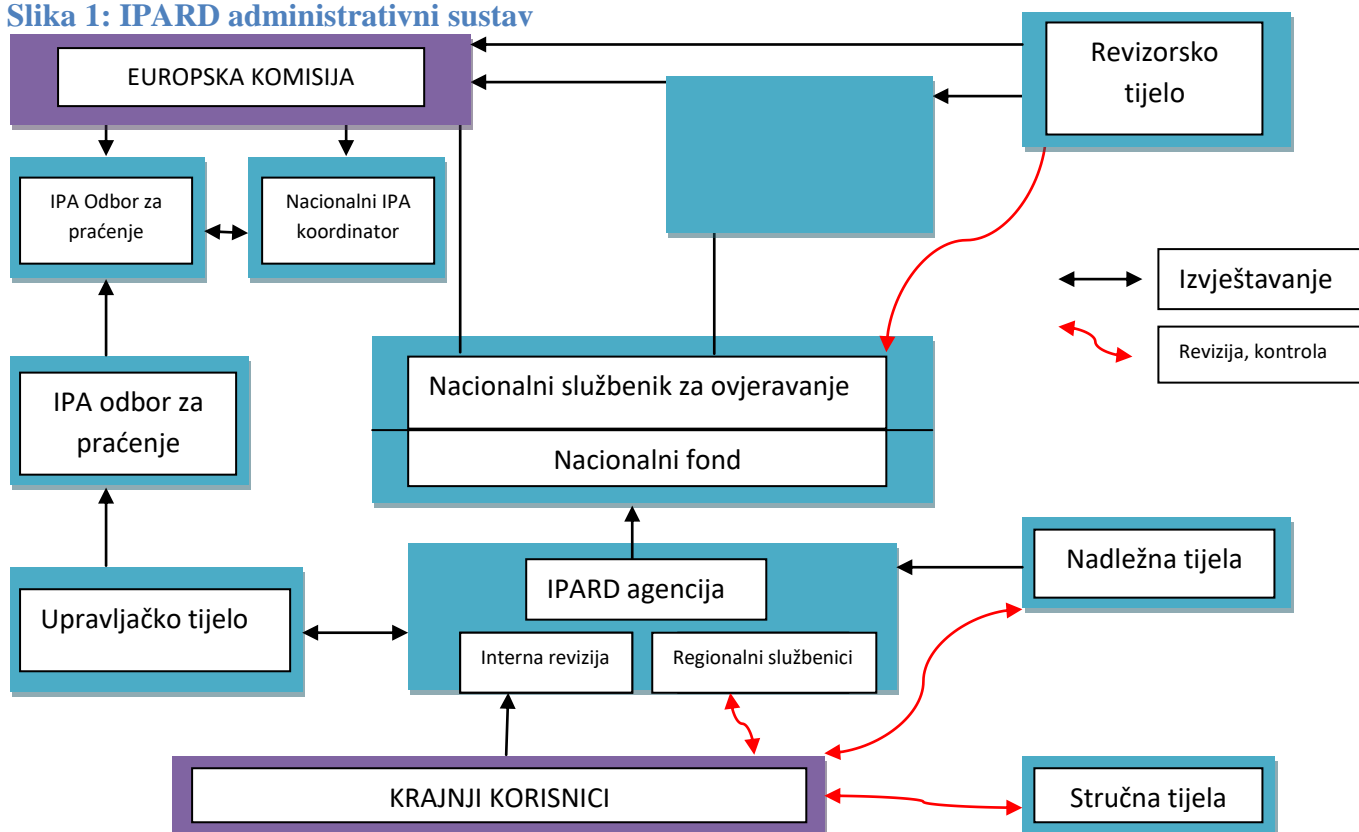 Slika 1: IPARD administrativni sustav
EUROPSKA KOMISIJA
Revizorsko
tijelo
IPA Odbor za
praćenje
Nacionalni IPA
koordinator
Izvještavanje
Revizija, kontrola
Nacionalni službenik za ovjeravanje
Nacionalni fond
IPA odbor za
praćenje
Upravljačko tijelo
IPARD agencija
Interna revizija
Regionalni službenici
Nadležna tijela
KRAJNJI KORISNICI
Stručna tijela